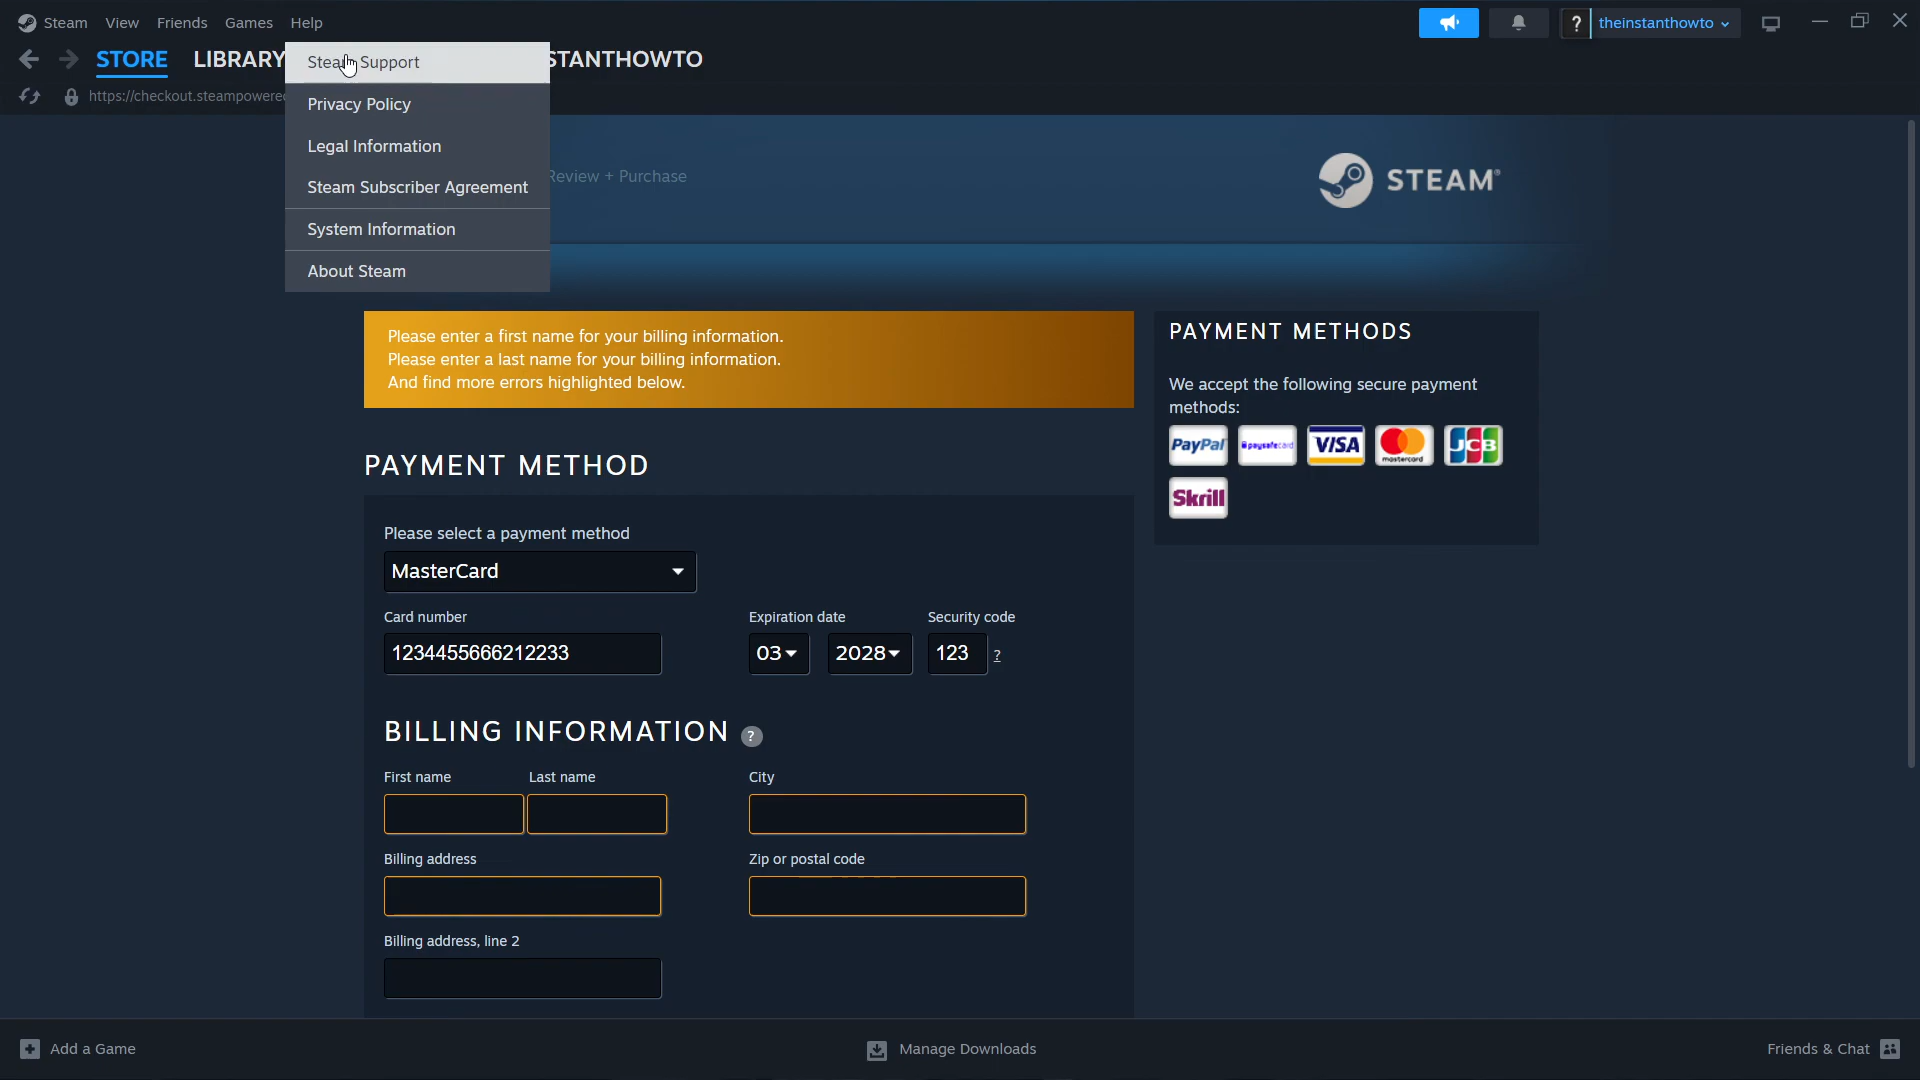 Steam View Friends Games Help
? theinstanthowto
STORE LIBRARY STANTHOWTO
https://checkout.steampowere
Steam Support
Privacy Policy
Legal Information
Steam Subscriber Agreement
System Information
About Steam
Review + Purchase
STEAM®
Please enter a first name for your billing information.
Please enter a last name for your billing information.
And find more errors highlighted below.
PAYMENT METHODS
We accept the following secure payment
methods:
PayPal paysafecard VISA mastercard JCB
Skrill
PAYMENT METHOD
Please select a payment method
MasterCard
Card number Expiration date Security code
1234455666212233 03 2028 123 ?
BILLING INFORMATION ?
First name Last name City
Billing address Zip or postal code
Billing address, line 2
Add a Game Manage Downloads Friends & Chat